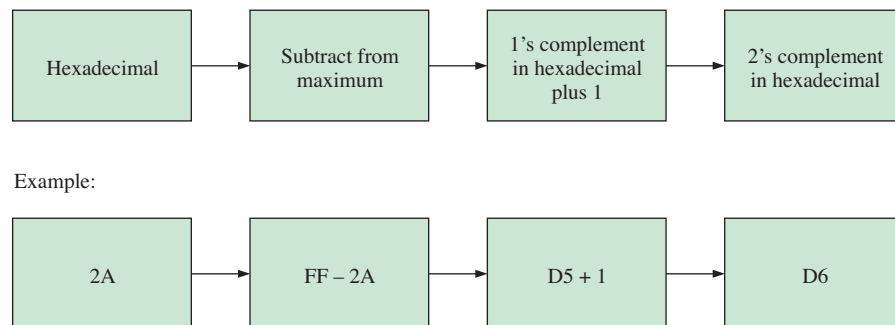 Hexadecimal
Subtract from
maximum
1’s complement
in hexadecimal
plus 1
2’s complement
in hexadecimal
Example:
2A
FF – 2A
D5 + 1
D6